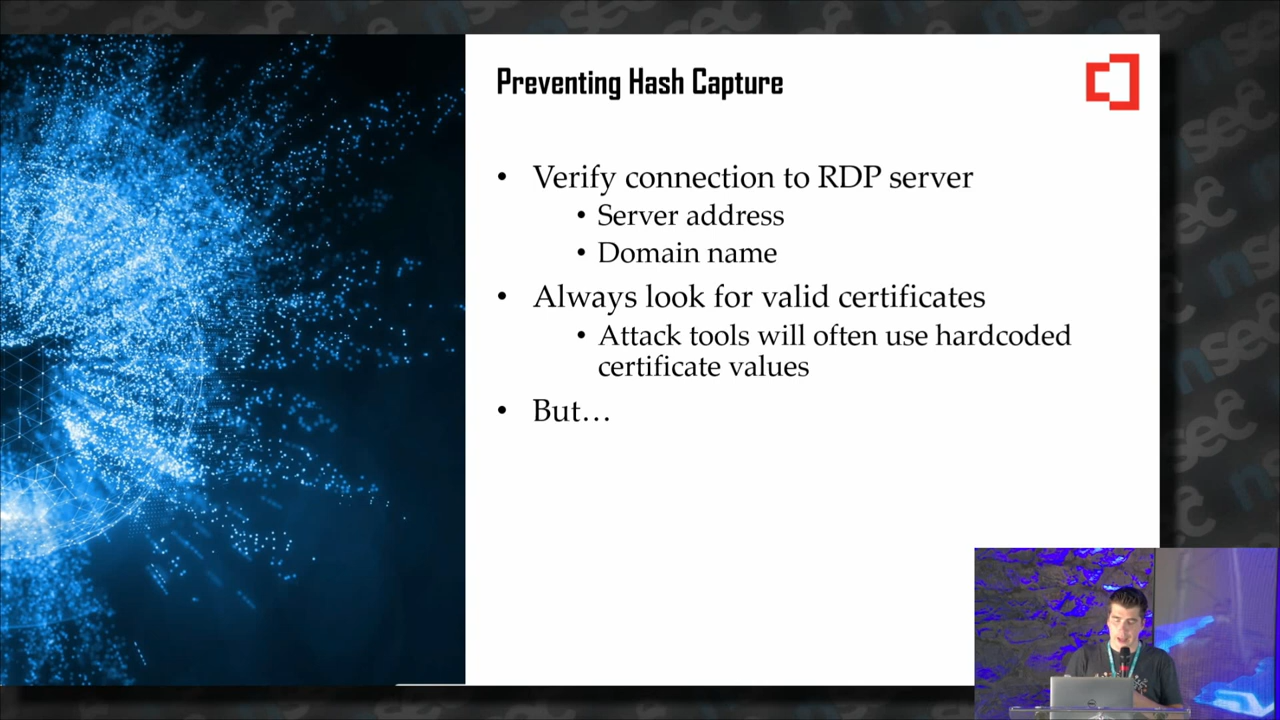 Preventing Hash Capture
• Verify connection to RDP server
• Server address
• Domain name
• Always look for valid certificates
• Attack tools will often use hardcoded
certificate values
• But…
nsec